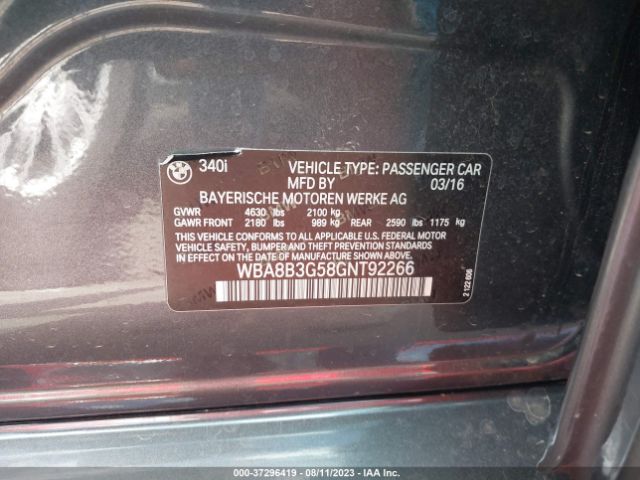 340i VEHICLE TYPE: PASSENGER CAR
MFD BY 03/16
BAYERISCHE MOTOREN WERKE AG
GVWR 4630 lbs 2100 kg
GAWR FRONT 2180 lbs 989 kg REAR 2590 lbs 1175 kg
THIS VEHICLE CONFORMS TO ALL APPLICABLE U.S. FEDERAL MOTOR
VEHICLE SAFETY, BUMPER AND THEFT PREVENTION STANDARDS
IN EFFECT ON THE DATE OF MANUFACTURE SHOWN ABOVE.
WBA8B3G58GNT92266
2 122 606
000-37296419 - 08/11/2023 - IAA Inc.